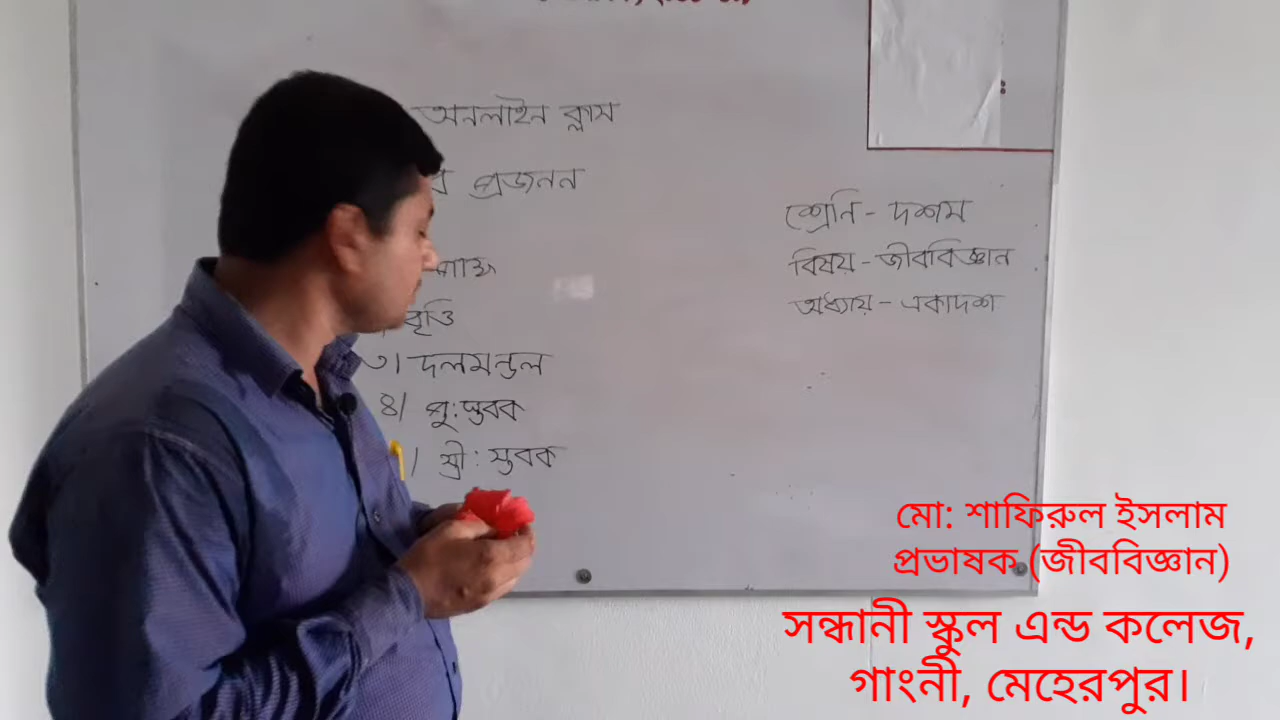 অনলাইন ক্লাস
প্রজনন
শ্রেনি - দশম
বিষয় - জীববিজ্ঞান
অধ্যায় - একাদশ
বৃতি
৩। দলমন্ডল
৪। পু:স্তবক
। স্ত্রী: স্তবক
মো: শাফিরুল ইসলাম
প্রভাষক (জীববিজ্ঞান)
সন্ধানী স্কুল এন্ড কলেজ,
গাংনী, মেহেরপুর।